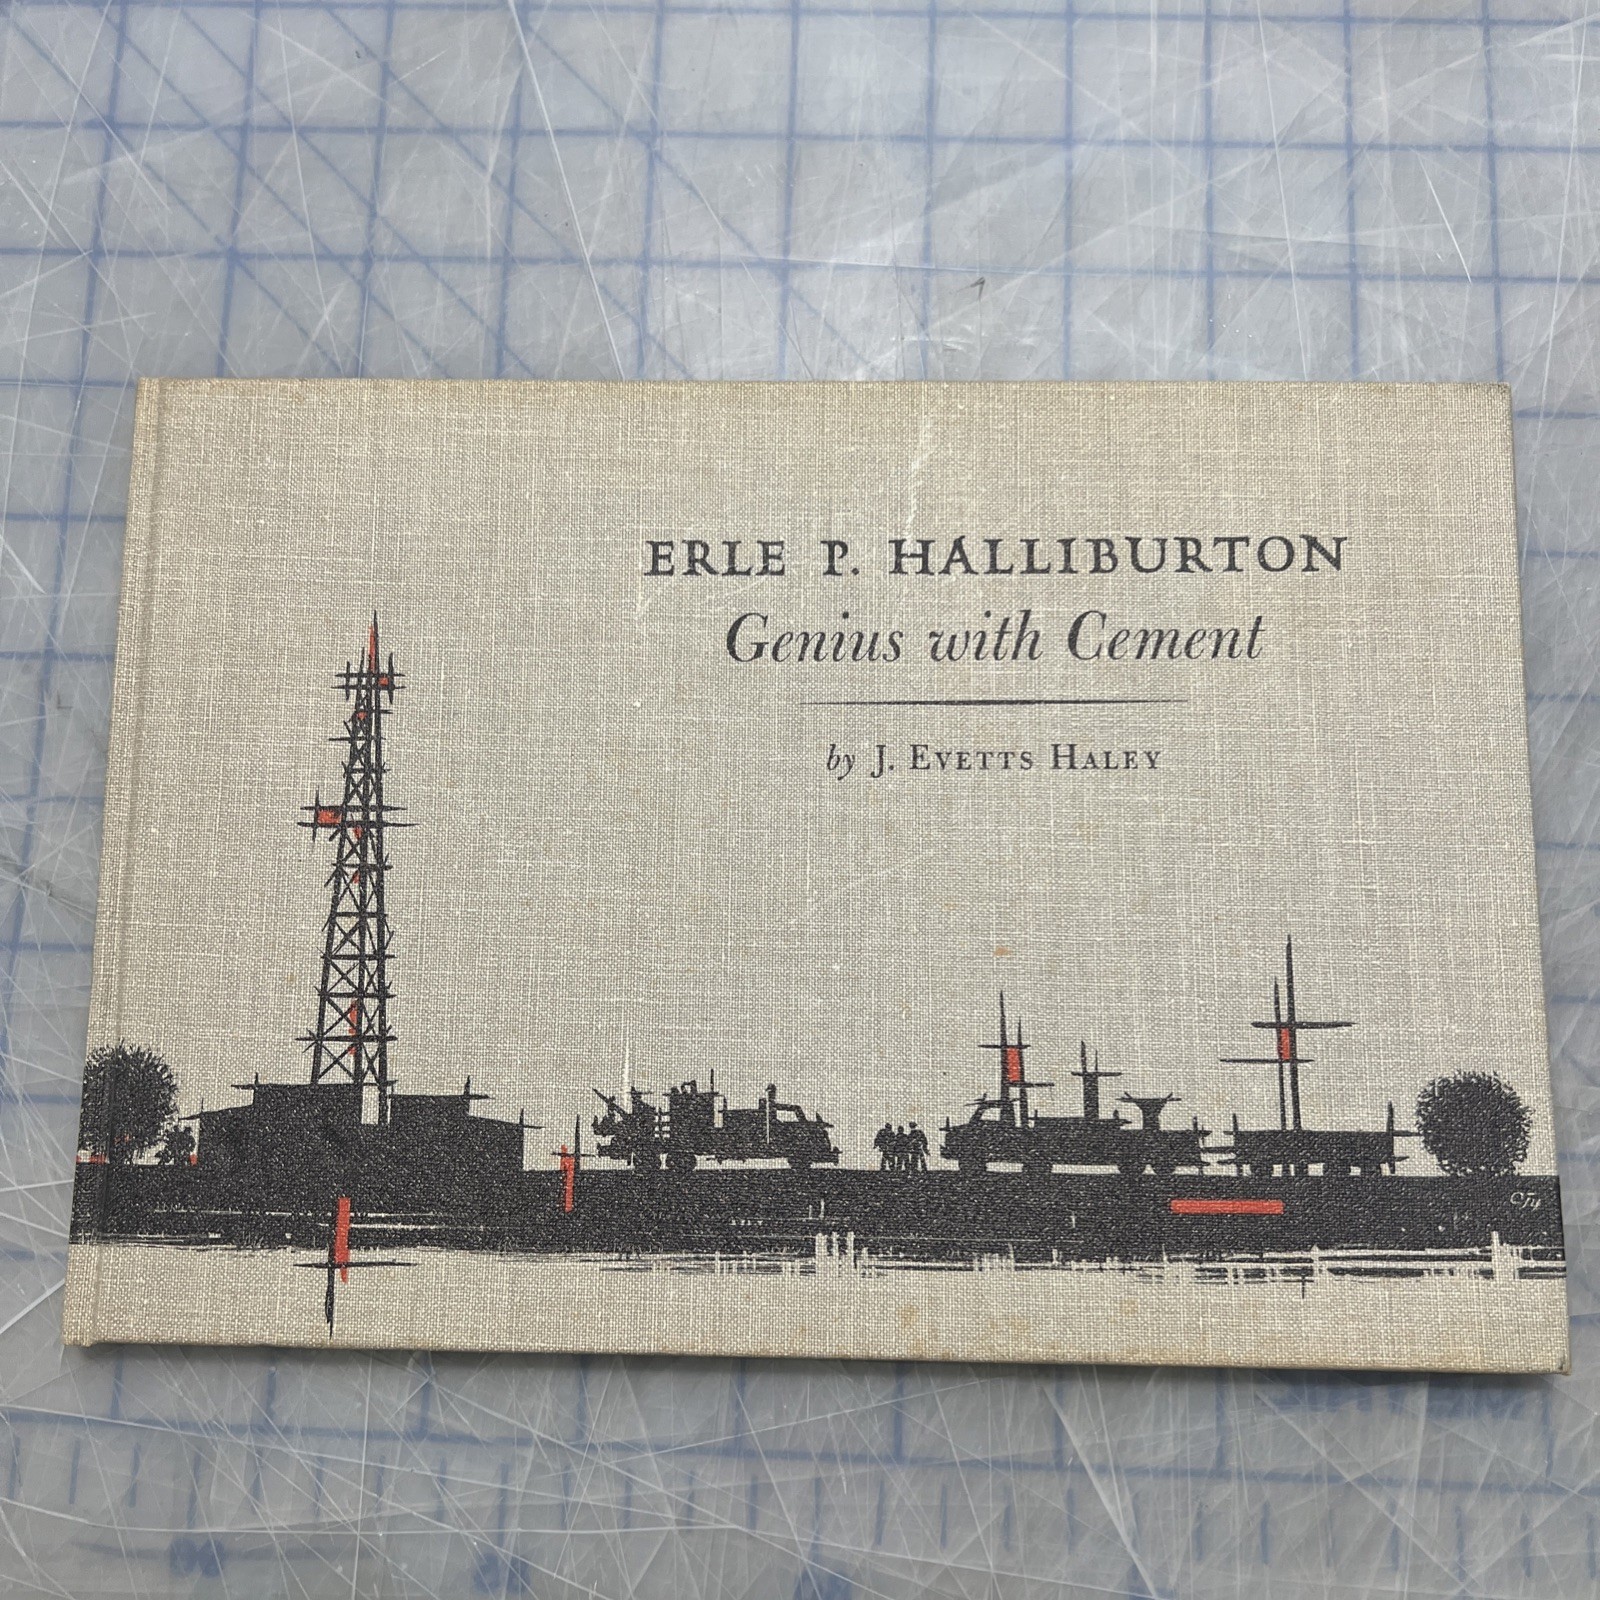 ERLE P. HALLIBURTON
Genius with Cement
by J. EVETTS HALEY